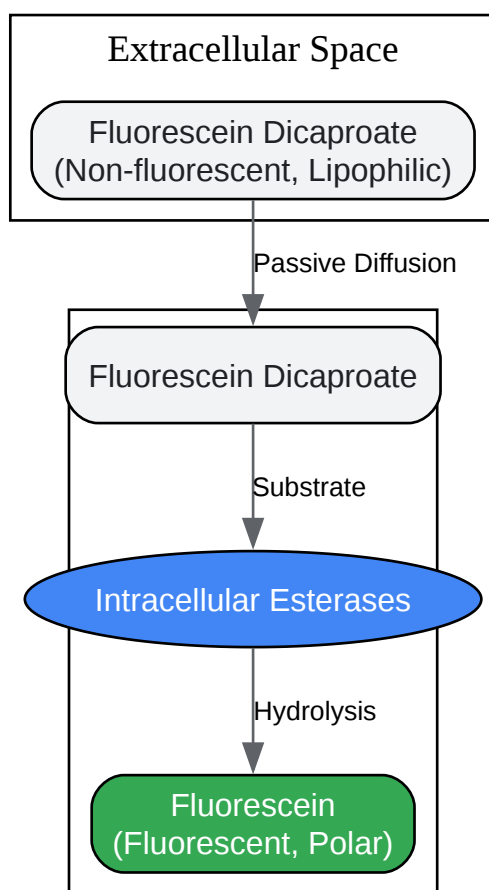 Extracellular Space
Fluorescein Dicaproate
(Non-fluorescent, Lipophilic)
Passive Diffusion
Fluorescein Dicaproate
Substrate
Intracellular Esterases
Hydrolysis
Fluorescein
(Fluorescent, Polar)